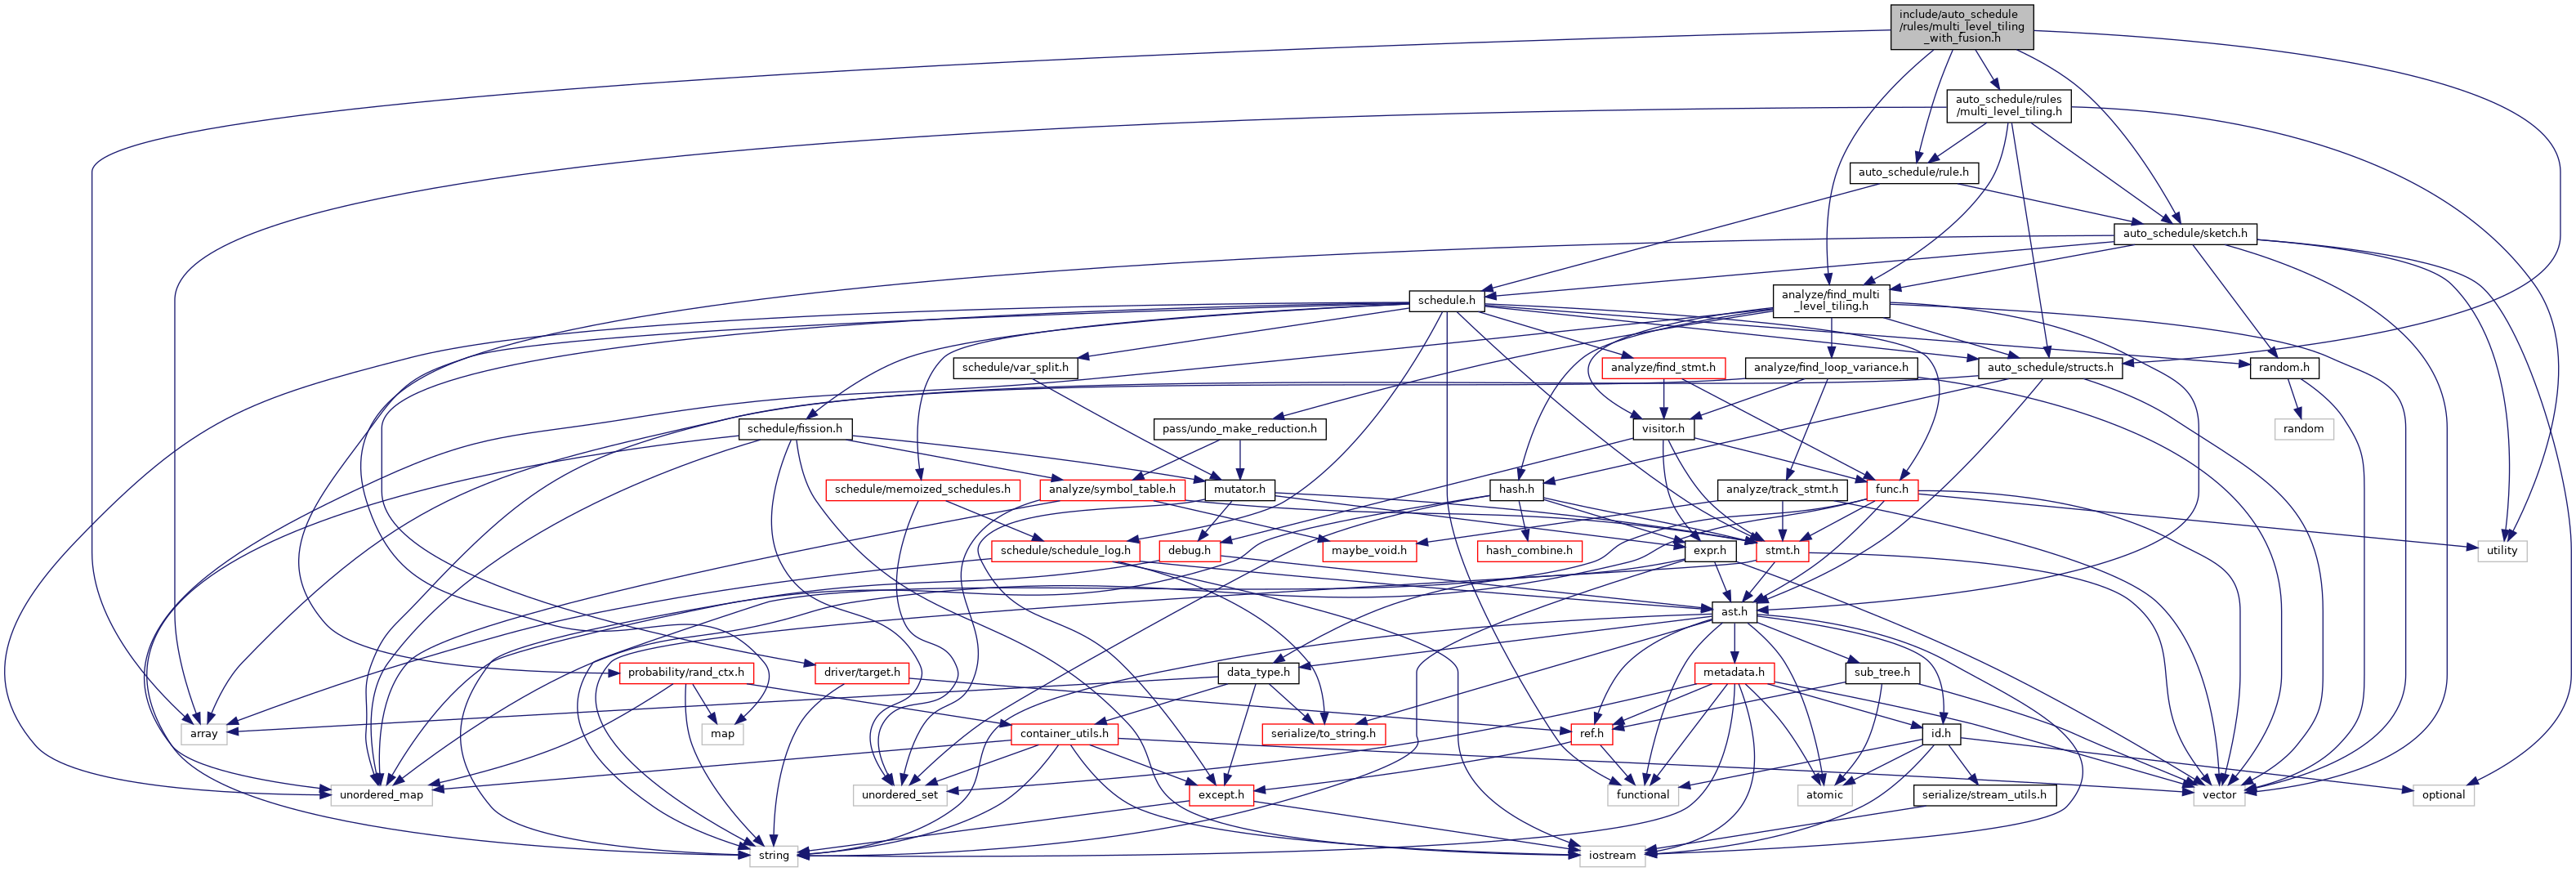 include/auto_schedule
/rules/multi_level_tiling
_with_fusion.h
auto_schedule/rules
/multi_level_tiling.h
auto_schedule/rule.h
auto_schedule/sketch.h
schedule.h
analyze/find_multi
_level_tiling.h
schedule/var_split.h
analyze/find_stmt.h
analyze/find_loop_variance.h
auto_schedule/structs.h
random.h
schedule/fission.h
pass/undo_make_reduction.h
visitor.h
random
schedule/memoized_schedules.h
analyze/symbol_table.h
mutator.h
hash.h
analyze/track_stmt.h
func.h
schedule/schedule_log.h
debug.h
maybe_void.h
hash_combine.h
expr.h
stmt.h
utility
ast.h
probability/rand_ctx.h
driver/target.h
data_type.h
metadata.h
sub_tree.h
array
map
container_utils.h
serialize/to_string.h
ref.h
id.h
unordered_map
unordered_set
except.h
functional
atomic
serialize/stream_utils.h
vector
optional
string
iostream